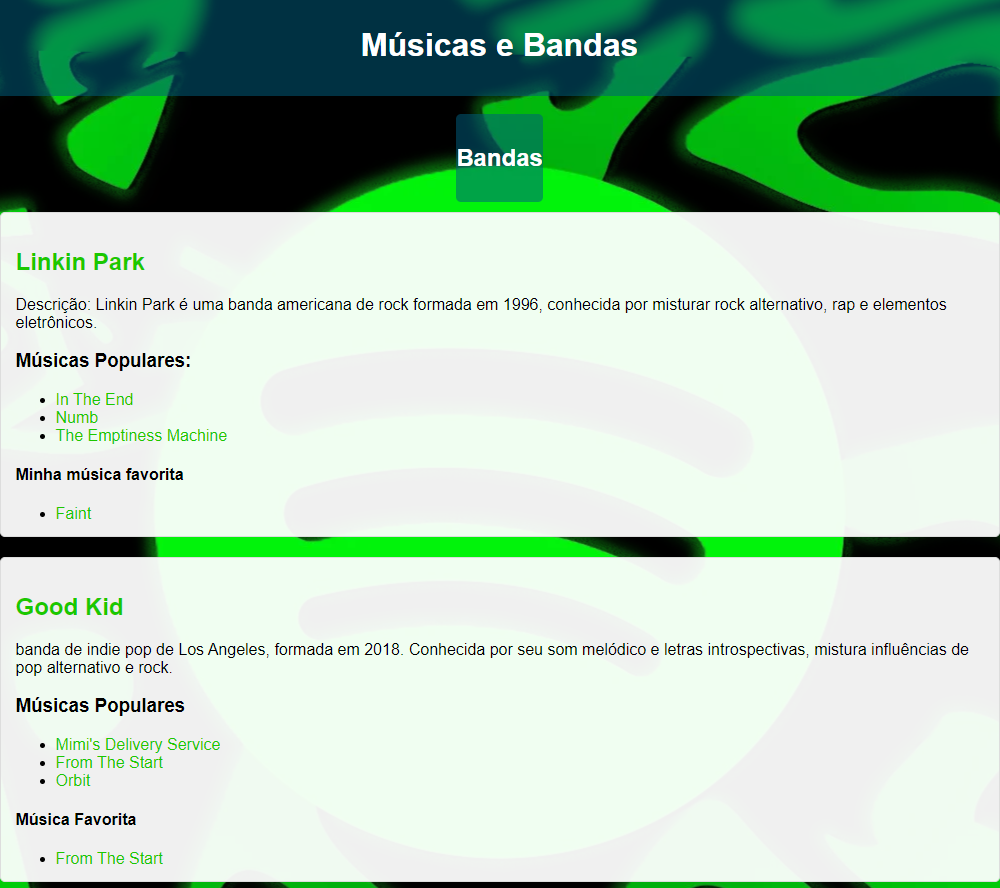 Músicas e Bandas
Bandas
Linkin Park
Descrição: Linkin Park é uma banda americana de rock formada em 1996, conhecida por misturar rock alternativo, rap e elementos
eletrônicos.
Músicas Populares:
In The End
Numb
The Emptiness Machine
Minha música favorita
Faint
Good Kid
banda de indie pop de Los Angeles, formada em 2018. Conhecida por seu som melódico e letras introspectivas, mistura influências de
pop alternativo e rock.
Músicas Populares
Mimi's Delivery Service
From The Start
Orbit
Música Favorita
From The Start